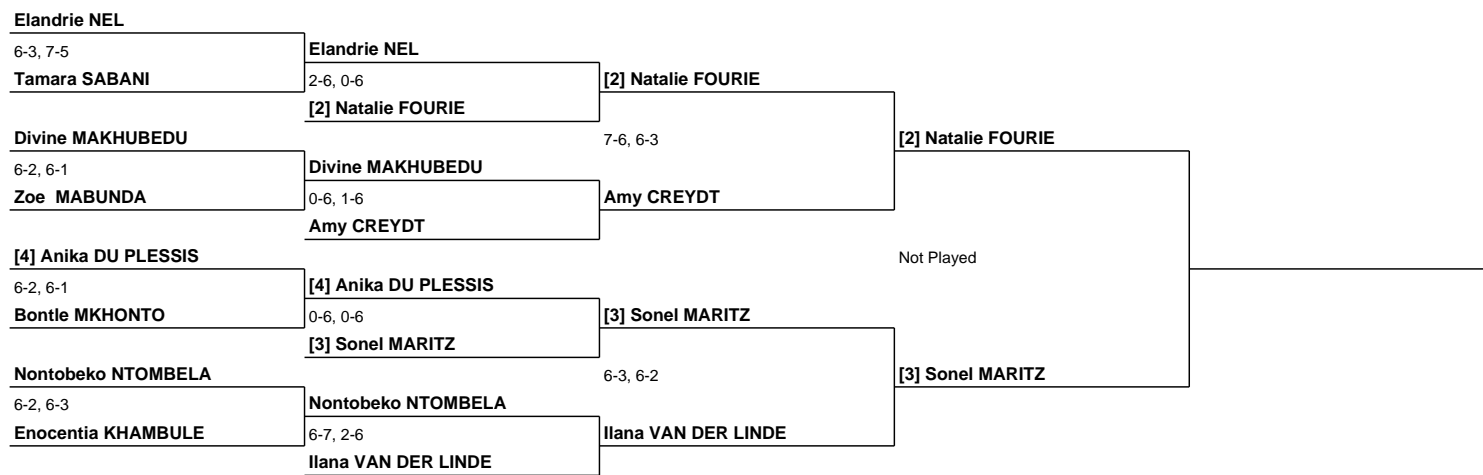 Elandrie NEL
6-3, 7-5
Tamara SABANI
Divine MAKHUBEDU
6-2, 6-1
Zoe  MABUNDA
[4] Anika DU PLESSIS
6-2, 6-1
Bontle MKHONTO
Nontobeko NTOMBELA
6-2, 6-3
Enocentia KHAMBULE
Elandrie NEL
2-6, 0-6
[2] Natalie FOURIE
Divine MAKHUBEDU
0-6, 1-6
Amy CREYDT
[4] Anika DU PLESSIS
0-6, 0-6
[3] Sonel MARITZ
Nontobeko NTOMBELA
6-7, 2-6
Ilana VAN DER LINDE
[2] Natalie FOURIE
7-6, 6-3
Amy CREYDT
[3] Sonel MARITZ
6-3, 6-2
Ilana VAN DER LINDE
[2] Natalie FOURIE
Not Played
[3] Sonel MARITZ